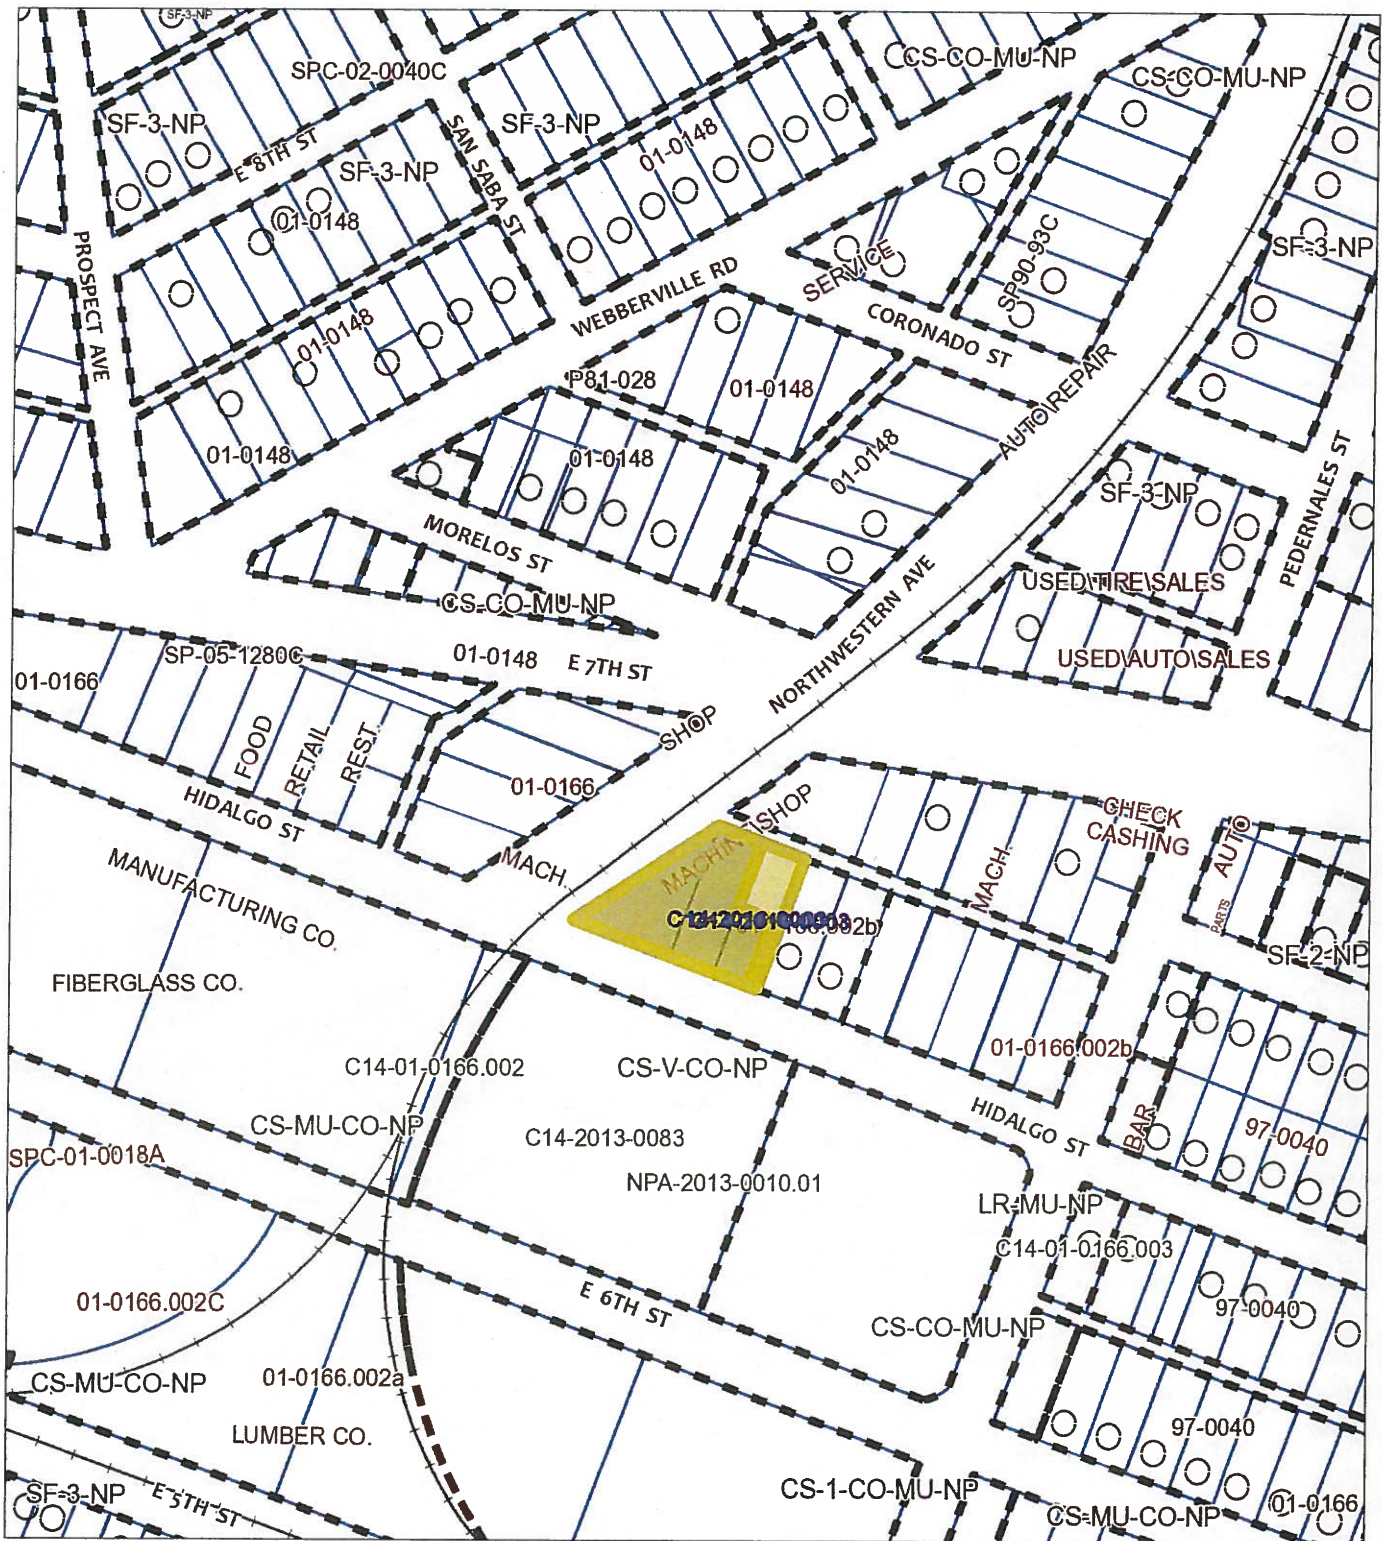 SF-3-NP
SPC-02-0040C
CS-CO-MU-NP
CS-CO-MU-NP
SF-3-NP
E 8TH ST
SF-3-NP
SAN SABA ST
SF-3-NP
01-0148
01-0148
PROSPECT AVE
SP90-93C
SF-3-NP
SERVICE
WEBBERVILLE RD
01-0148
CORONADO ST
AUTO\REPAIR
P81-028
01-0148
01-0148
01-0148
01-0148
SF-3-NP
PEDERNALES ST
MORELOS ST
CS-CO-MU-NP
NORTHWESTERN AVE
USED\TIRE\SALES
USED\AUTO\SALES
SP-05-1280C
01-0148
E 7TH ST
01-0166
SHOP
FOOD
RETAIL
REST.
01-0166
HIDALGO ST
SHOP
CHECK
CASHING
AUTO
PARTS
MACH.
MACH.
MANUFACTURING CO.
SF-2-NP
FIBERGLASS CO.
C14-01-0166.002
CS-V-CO-NP
01-0166.002b
HIDALGO ST
BAR
97-0040
CS-MU-CO-NP
C14-2013-0083
SPC-01-0018A
NPA-2013-0010.01
LR-MU-NP
C14-01-0166.003
01-0166.002C
E 6TH ST
97-0040
CS-CO-MU-NP
CS-MU-CO-NP
01-0166.002a
LUMBER CO.
97-0040
SF-3-NP
E 5TH ST
CS-1-CO-MU-NP
CS-MU-CO-NP
01-0166